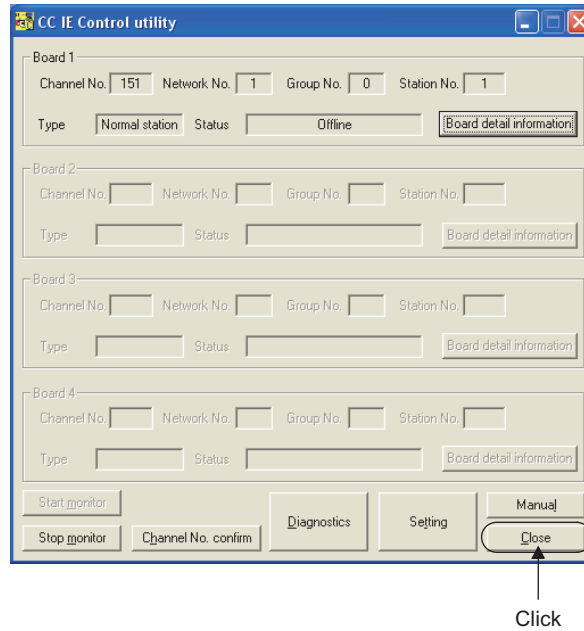 CC IE Control utility
Board 1
Channel No. 151 Network No. 1 Group No. 0 Station No. 1
Type Normal station Status Offline Board detail information
Board 2
Channel No. Network No. Group No. Station No.
Type Status Board detail information
Board 3
Channel No. Network No. Group No. Station No.
Type Status Board detail information
Board 4
Channel No. Network No. Group No. Station No.
Type Status Board detail information
Start monitor Manual
Stop monitor Channel No. confirm Diagnostics Setting Close
Click